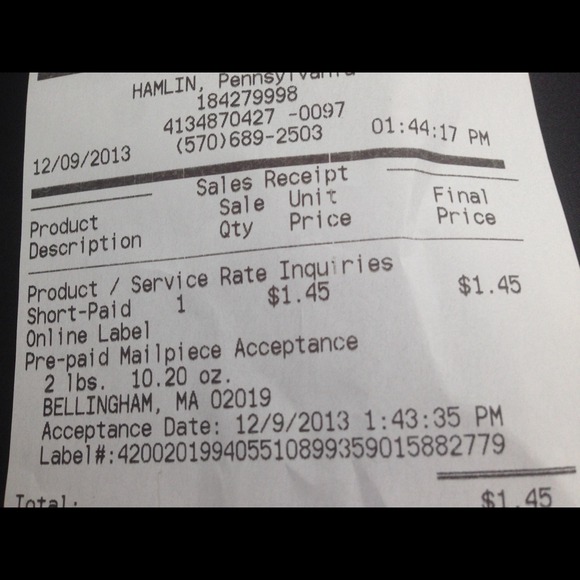 HAMLIN, Pennsylvania
184279998
4134870427 -0097
12/09/2013 (570)689-2503 01:44:17 PM
Sales Receipt
Product Sale Unit Final
Description Qty Price Price
Product / Service Rate Inquiries
Short-Paid 1 $1.45 $1.45
Online Label
Pre-paid Mailpiece Acceptance
2 lbs. 10.20 oz.
BELLINGHAM, MA 02019
Acceptance Date: 12/9/2013 1:43:35 PM
Label#:420020199405510899359015882779
Total: $1.45